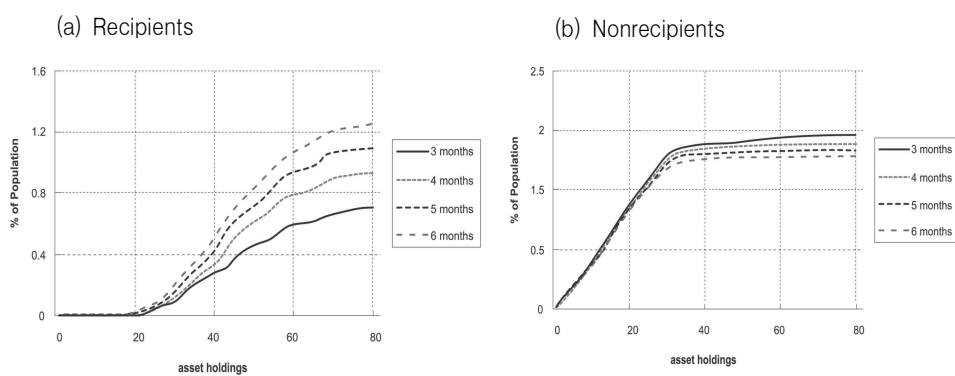 (a) Recipients
1.6
1.2
0.8
0.4
0
% of Population
0 20 40 60 80
asset holdings
3 months
4 months
5 months
6 months
(b) Nonrecipients
2.5
2
1.5
0.5
0
% of Population
0 20 40 60 80
asset holdings
3 months
4 months
5 months
6 months